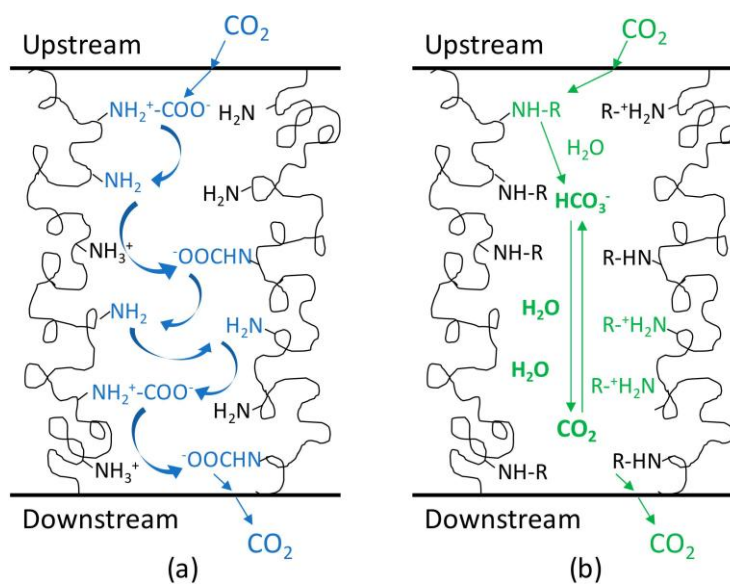 CO₂
Upstream
NH₂⁺-COO⁻
H₂N
NH₂
H₂N
NH₃⁺
⁻OOCHN
NH₂
H₂N
NH₂⁺-COO⁻
H₂N
NH₃⁺
⁻OOCHN
Downstream
CO₂
(a)
CO₂
Upstream
NH-R
R-⁺H₂N
H₂O
NH-R
HCO₃⁻
NH-R
R-HN
H₂O
R-⁺H₂N
H₂O
R-⁺H₂N
CO₂
NH-R
R-HN
Downstream
CO₂
(b)